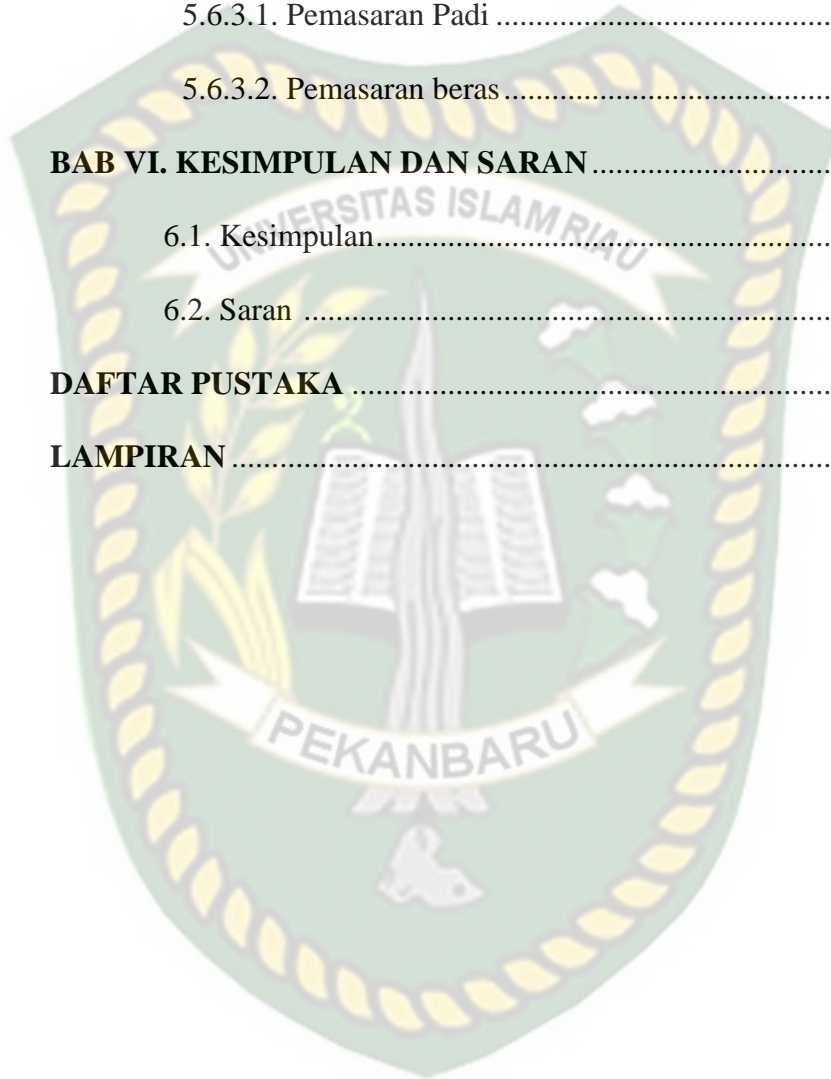 5.6.3.1. Pemasaran Padi ..........................................
5.6.3.2. Pemasaran beras ..........................................
BAB VI. KESIMPULAN DAN SARAN ..............................
UNIVERSITAS ISLAM RIAU
6.1. Kesimpulan..........................................................
6.2. Saran ...................................................................
DAFTAR PUSTAKA .............................................................
LAMPIRAN ............................................................................
PEKANBARU